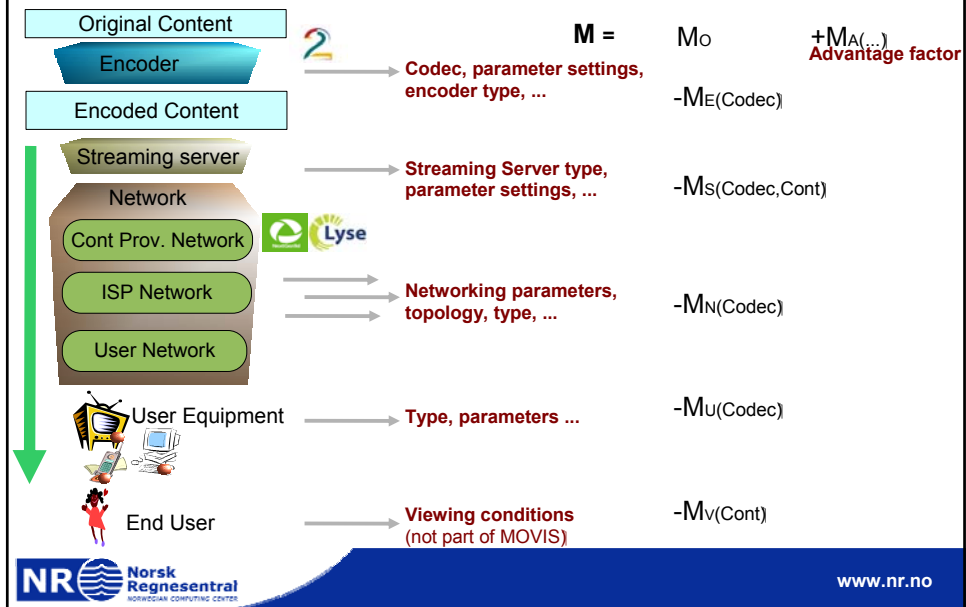 Original Content
Encoder
Encoded Content
Streaming server
Network
Cont Prov. Network
ISP Network
User Network
User Equipment
End User
2
Lyse
Codec, parameter settings,
encoder type, ...
Streaming Server type,
parameter settings, ...
Networking parameters,
topology, type, ...
Type, parameters ...
Viewing conditions
(not part of MOVIS)
M = MO +MA(...)
Advantage factor
-ME(Codec)
-MS(Codec,Cont)
-MN(Codec)
-MU(Codec)
-MV(Cont)
NR Norsk
Regnesentral
NORWEGIAN COMPUTING CENTER
www.nr.no